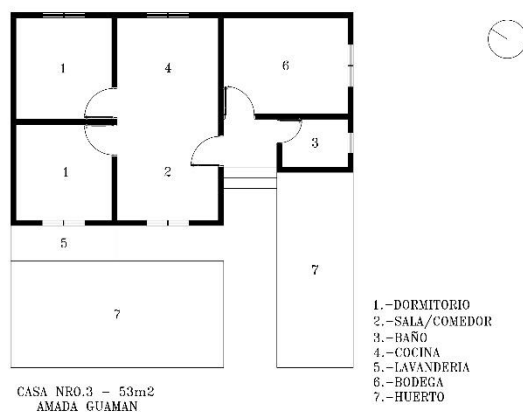 1
4
6
3
1
2
5
7
7
1.-DORMITORIO
2.-SALA/COMEDOR
3.-BAÑO
4.-COCINA
5.-LAVANDERIA
6.-BODEGA
7.-HUERTO
CASA NRO.3 - 53m2
AMADA GUAMAN